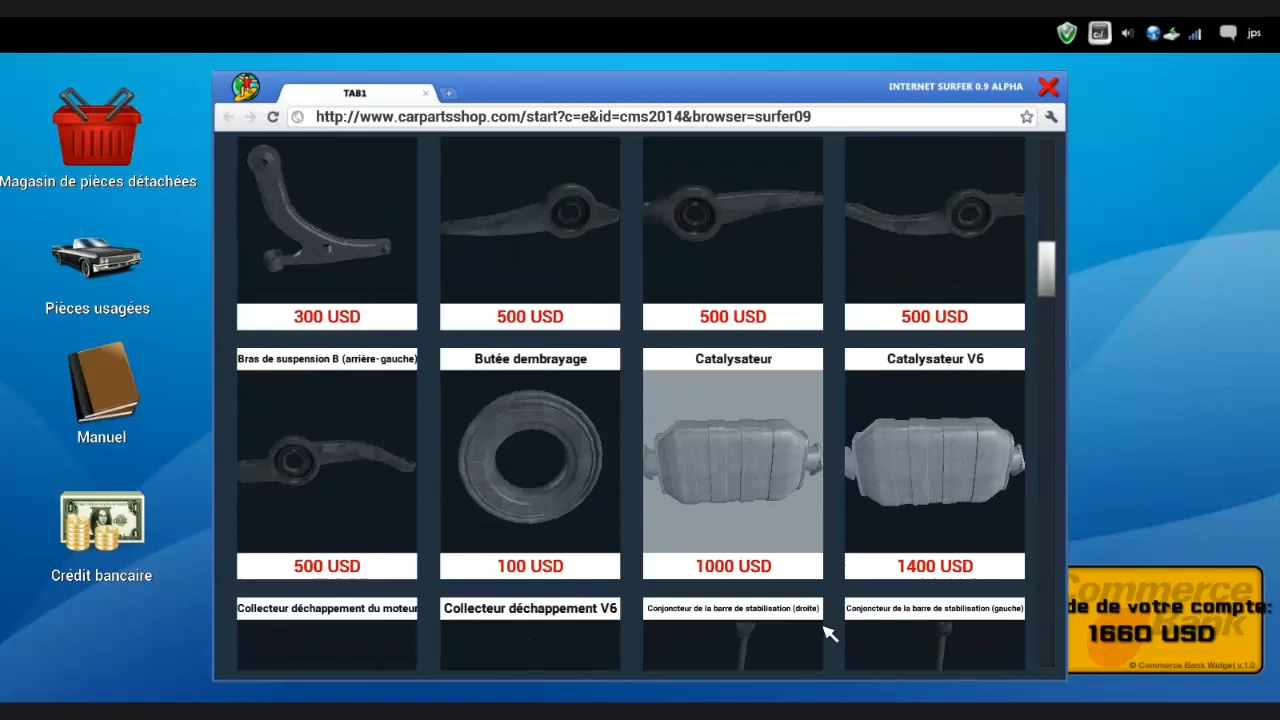 jps
TAB1
INTERNET SURFER 0.9 ALPHA
http://www.carpartsshop.com/start?c=e&id=cms2014&browser=surfer09
Magasin de pièces détachées
Pièces usagées
Manuel
Crédit bancaire
300 USD
500 USD
500 USD
500 USD
Bras de suspension B (arrière-gauche)
Butée dembrayage
Catalysateur
Catalysateur V6
500 USD
100 USD
1000 USD
1400 USD
Collecteur déchappement du moteur
Collecteur déchappement V6
Conjoncteur de la barre de stabilisation (droite)
Conjoncteur de la barre de stabilisation (gauche)
Commerce
Bank
de de votre compte:
1660 USD
© Commerce Bank Widget v.1.0